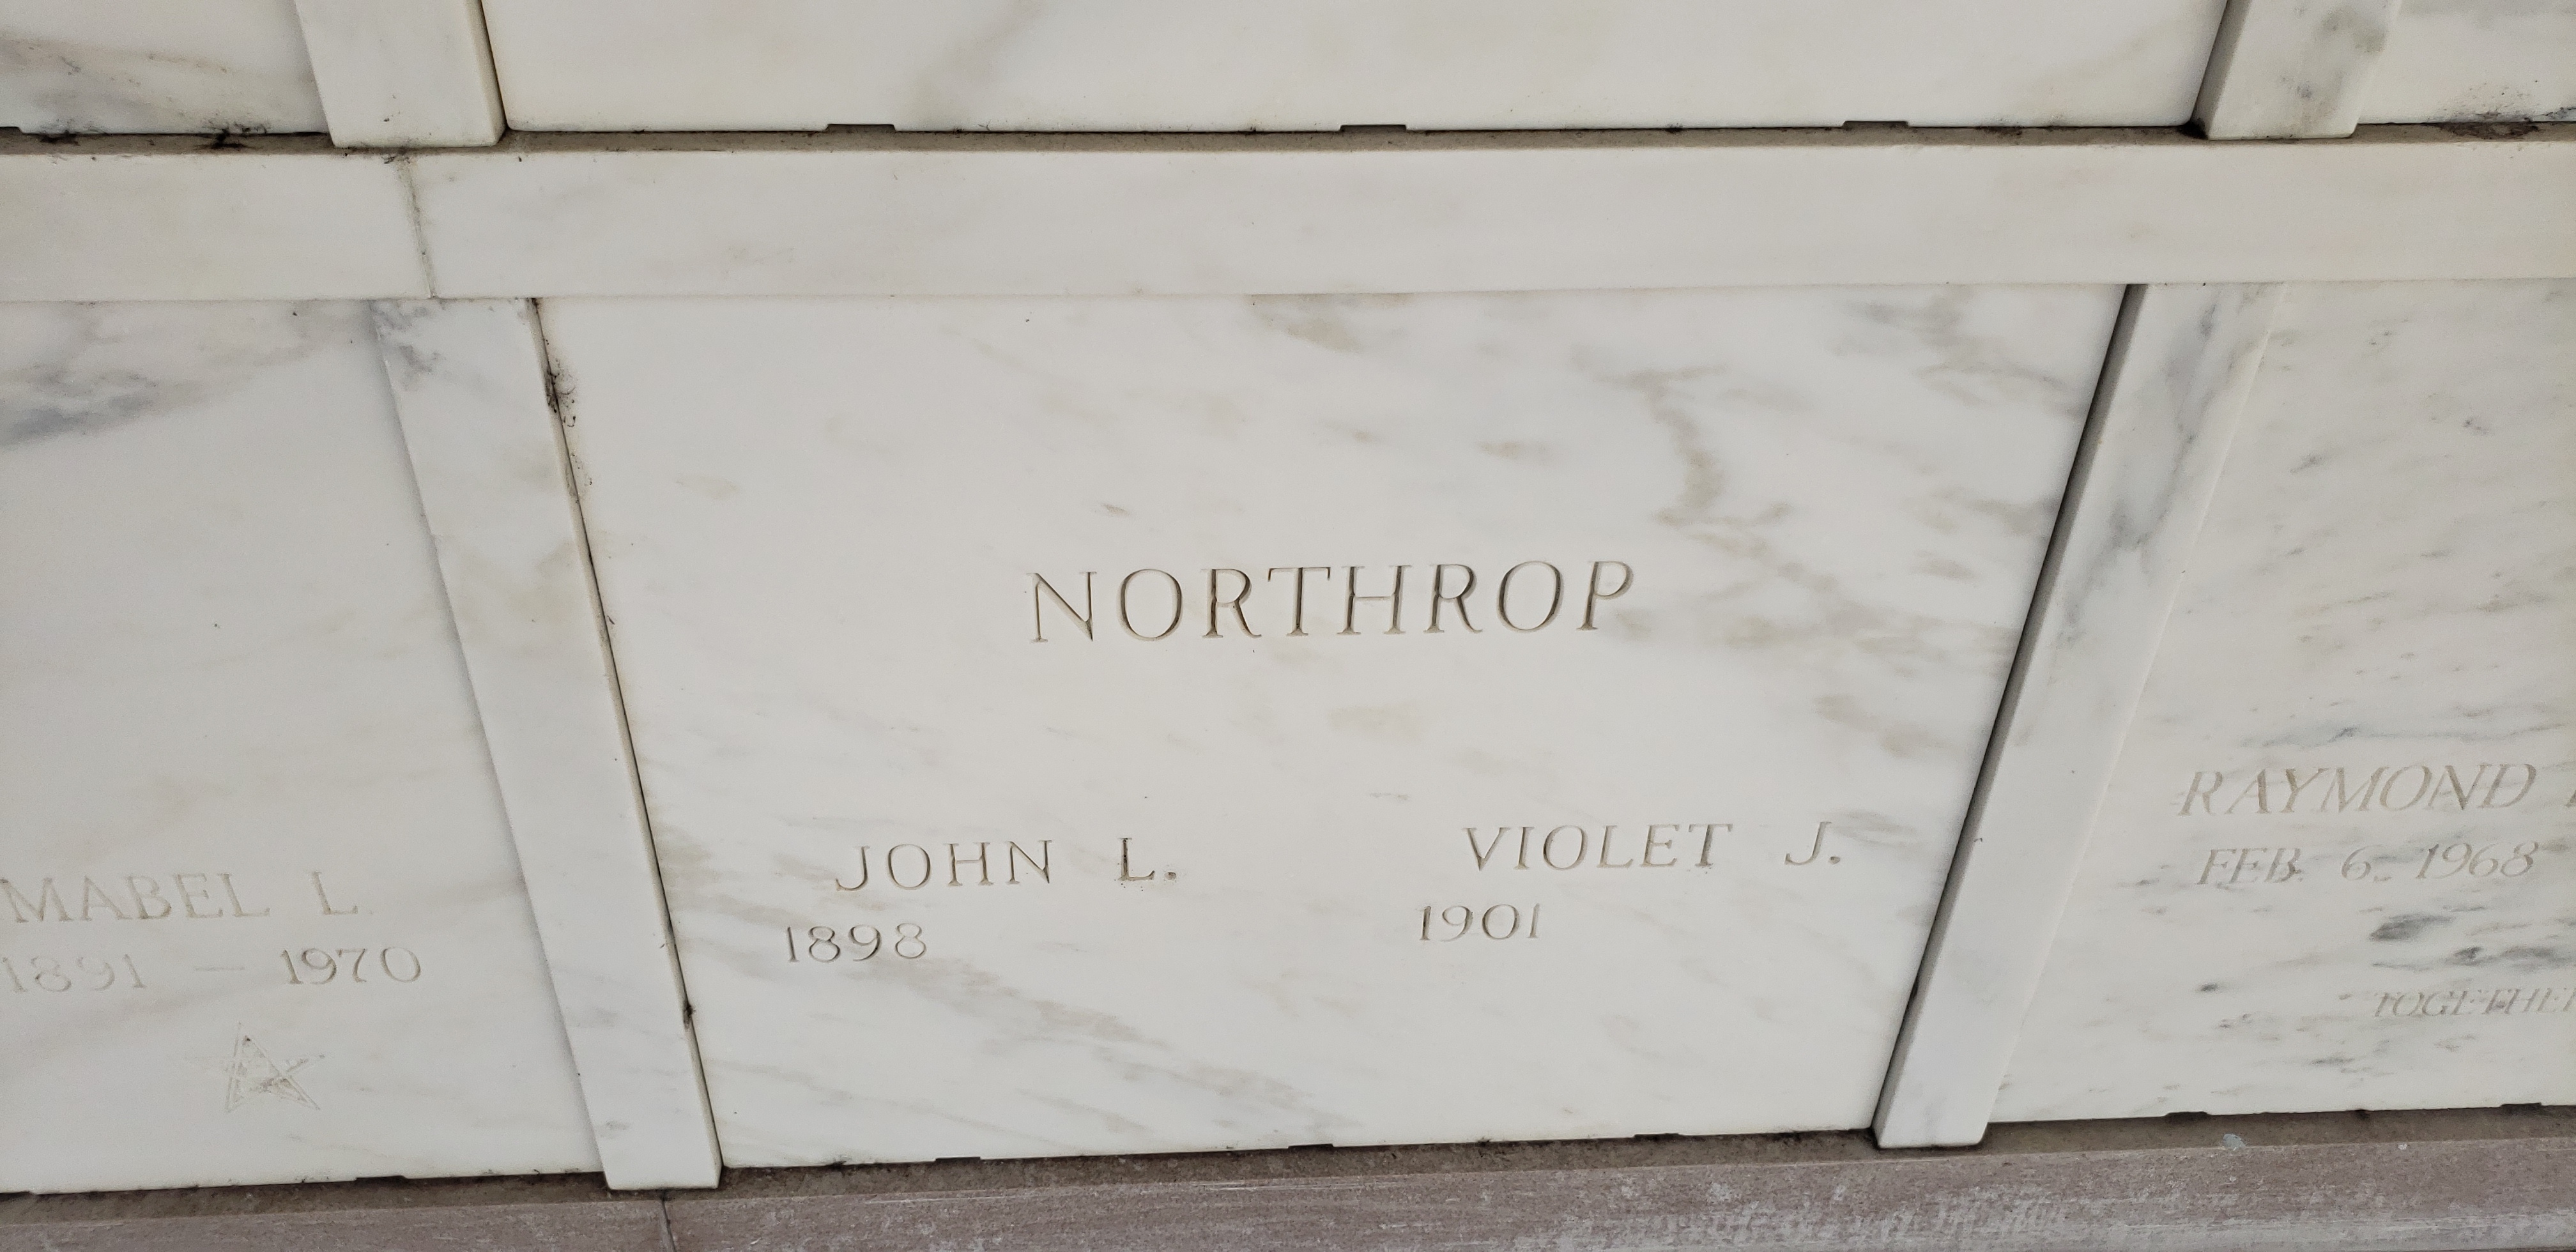 NORTHROP
JOHN L. VIOLET J.
1898 1901
MABEL L.
1891 — 1970
RAYMOND
FEB. 6, 1968